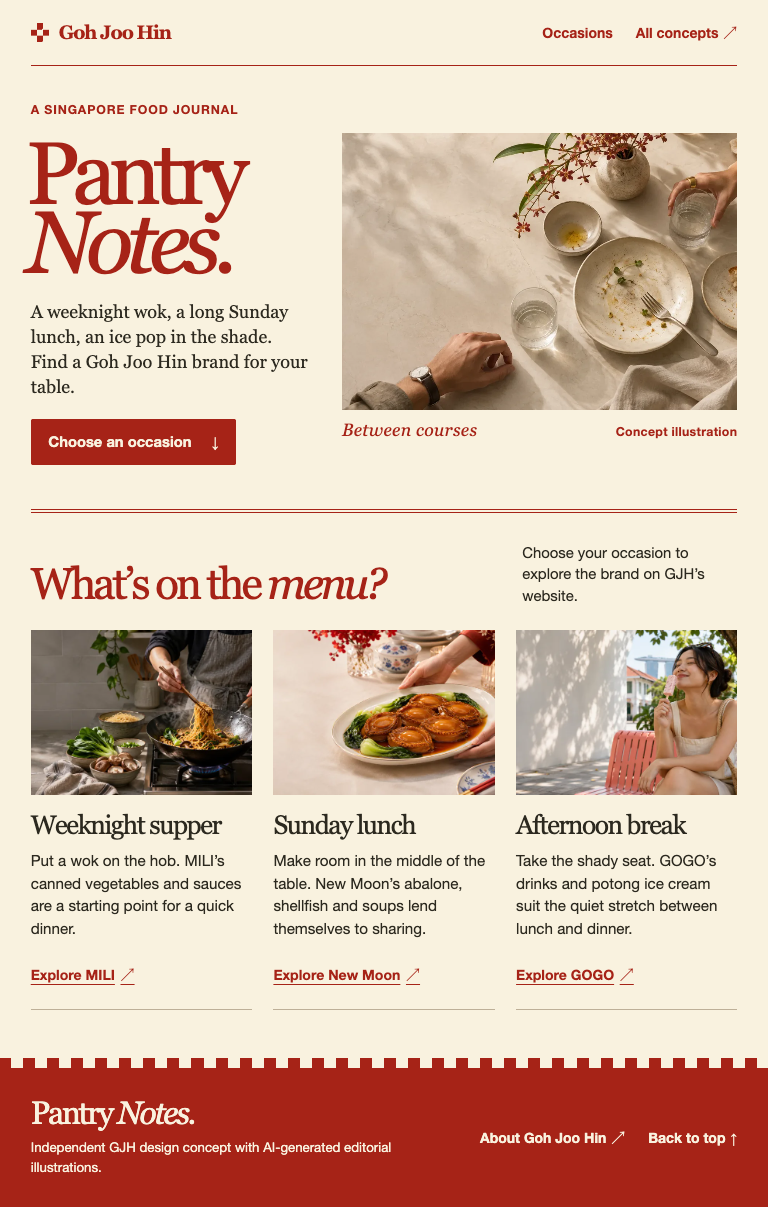 Goh Joo Hin
Occasions
All concepts ↗
A SINGAPORE FOOD JOURNAL
Pantry
Notes.
A weeknight wok, a long Sunday
lunch, an ice pop in the shade.
Find a Goh Joo Hin brand for your
table.
Choose an occasion ↓
Between courses
Concept illustration
What's on the menu?
Choose your occasion to
explore the brand on GJH's
website.
Weeknight supper
Put a wok on the hob. MILI's
canned vegetables and sauces
are a starting point for a quick
dinner.
Explore MILI ↗
Sunday lunch
Make room in the middle of the
table. New Moon's abalone,
shellfish and soups lend
themselves to sharing.
Explore New Moon ↗
Afternoon break
Take the shady seat. GOGO's
drinks and potong ice cream
suit the quiet stretch between
lunch and dinner.
Explore GOGO ↗
Pantry Notes.
Independent GJH design concept with AI-generated editorial
illustrations.
About Goh Joo Hin ↗
Back to top ↑